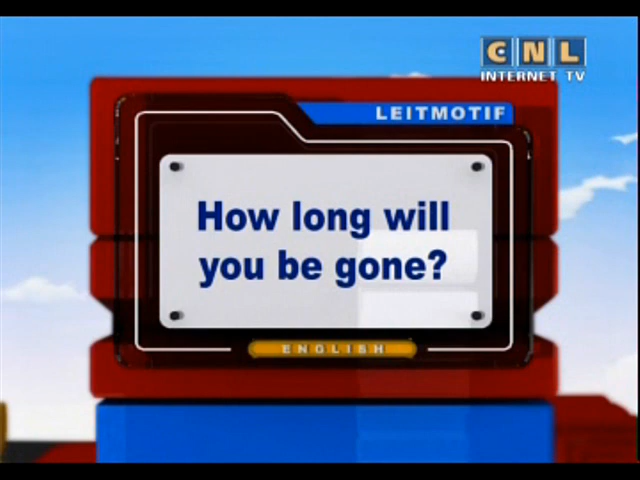 CNL
INTERNET TV
LEITMOTIF
How long will
you be gone?
ENGLISH